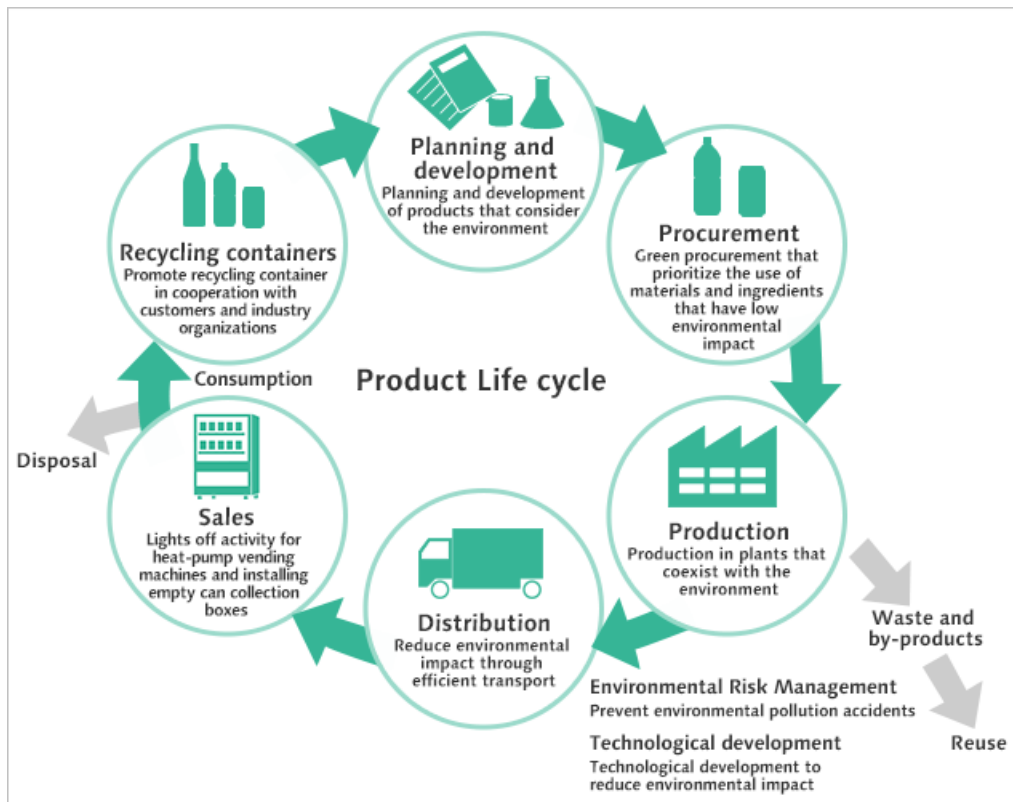 Planning and
development
Planning and development
of products that consider
the environment
Procurement
Green procurement that
prioritize the use of
materials and ingredients
that have low
environmental
impact
Production
Production in plants that
coexist with the
environment
Waste and
by-products
Reuse
Environmental Risk Management
Prevent environmental pollution accidents
Technological development
Technological development to
reduce environmental impact
Distribution
Reduce environmental
impact through
efficient transport
Sales
Lights off activity for
heat-pump vending
machines and installing
empty can collection
boxes
Disposal
Consumption
Recycling containers
Promote recycling container
in cooperation with
customers and industry
organizations
Product Life cycle